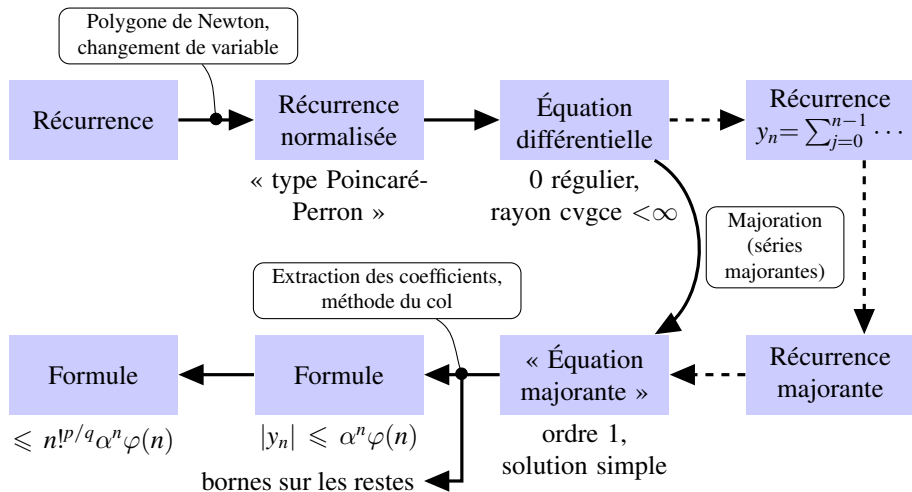 Polygone de Newton,
changement de variable
Récurrence
Récurrence
normalisée
« type Poincaré-
Perron »
Équation
différentielle
0 régulier,
rayon cvgce <∞
Récurrence
y_n=∑_{j=0}^{n−1} ⋯
Majoration
(séries
majorantes)
Extraction des coefficients,
méthode du col
Formule
⩽ n!^{p/q}α^nφ(n)
Formule
|y_n| ⩽ α^nφ(n)
bornes sur les restes
« Équation
majorante »
ordre 1,
solution simple
Récurrence
majorante